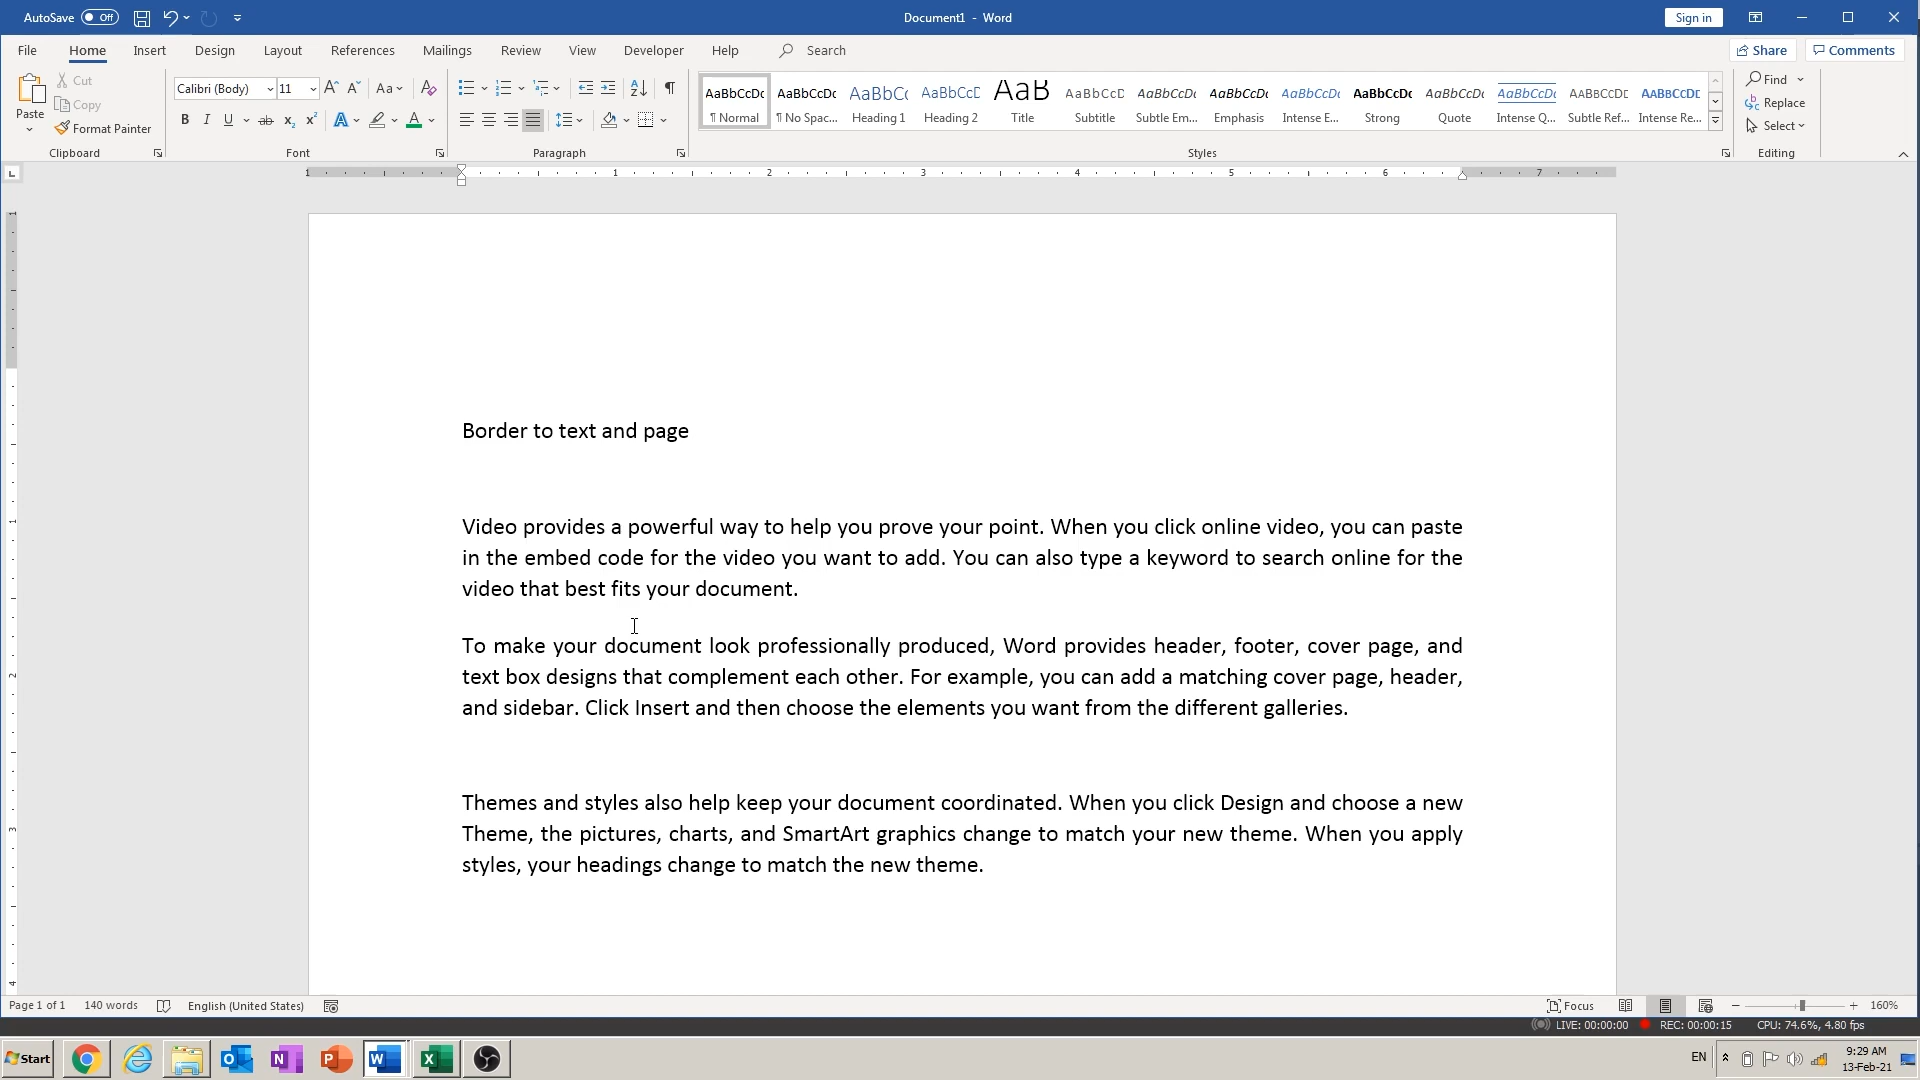 AutoSave Off Document1 - Word Sign in
File Home Insert Design Layout References Mailings Review View Developer Help Search Share Comments
Paste
Cut
Copy
Format Painter
Clipboard
Calibri (Body) 11
Font
Paragraph
AaBbCcDc AaBbCcDc AaBbCc AaBbCcD AaB AaBbCcD AaBbCcDc AaBbCcDc AaBbCcDc AaBbCcDc AaBbCcDc AaBbCcDc AABBCCDE AABBCCDE
¶ Normal ¶ No Spac... Heading 1 Heading 2 Title Subtitle Subtle Em... Emphasis Intense E... Strong Quote Intense Q... Subtle Ref... Intense Re...
Styles
Find
Replace
Select
Editing
1 1 2 3 4 5 6 7
Border to text and page
Video provides a powerful way to help you prove your point. When you click online video, you can paste
in the embed code for the video you want to add. You can also type a keyword to search online for the
video that best fits your document.
To make your document look professionally produced, Word provides header, footer, cover page, and
text box designs that complement each other. For example, you can add a matching cover page, header,
and sidebar. Click Insert and then choose the elements you want from the different galleries.
Themes and styles also help keep your document coordinated. When you click Design and choose a new
Theme, the pictures, charts, and SmartArt graphics change to match your new theme. When you apply
styles, your headings change to match the new theme.
Page 1 of 1 140 words English (United States) Focus 160%
LIVE: 00:00:00 REC: 00:00:15 CPU: 74.6%, 4.80 fps
Start EN 9:29 AM
13-Feb-21